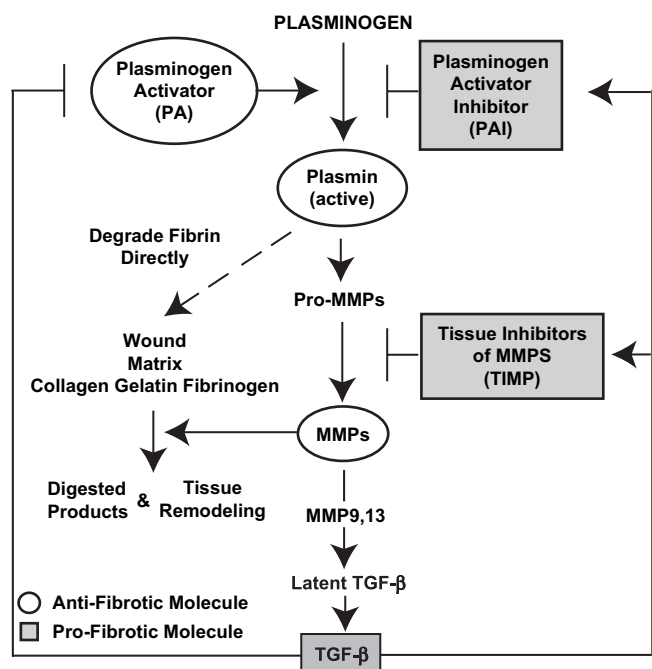 PLASMINOGEN
Plasminogen
Activator
(PA)
Plasminogen
Activator
Inhibitor
(PAI)
Plasmin
(active)
Degrade Fibrin
Directly
Pro-MMPs
Wound
Matrix
Collagen Gelatin Fibrinogen
Tissue Inhibitors
of MMPS
(TIMP)
MMPs
Digested
Products
&
Tissue
Remodeling
MMP9,13
Latent TGF-β
Anti-Fibrotic Molecule
Pro-Fibrotic Molecule
TGF-β